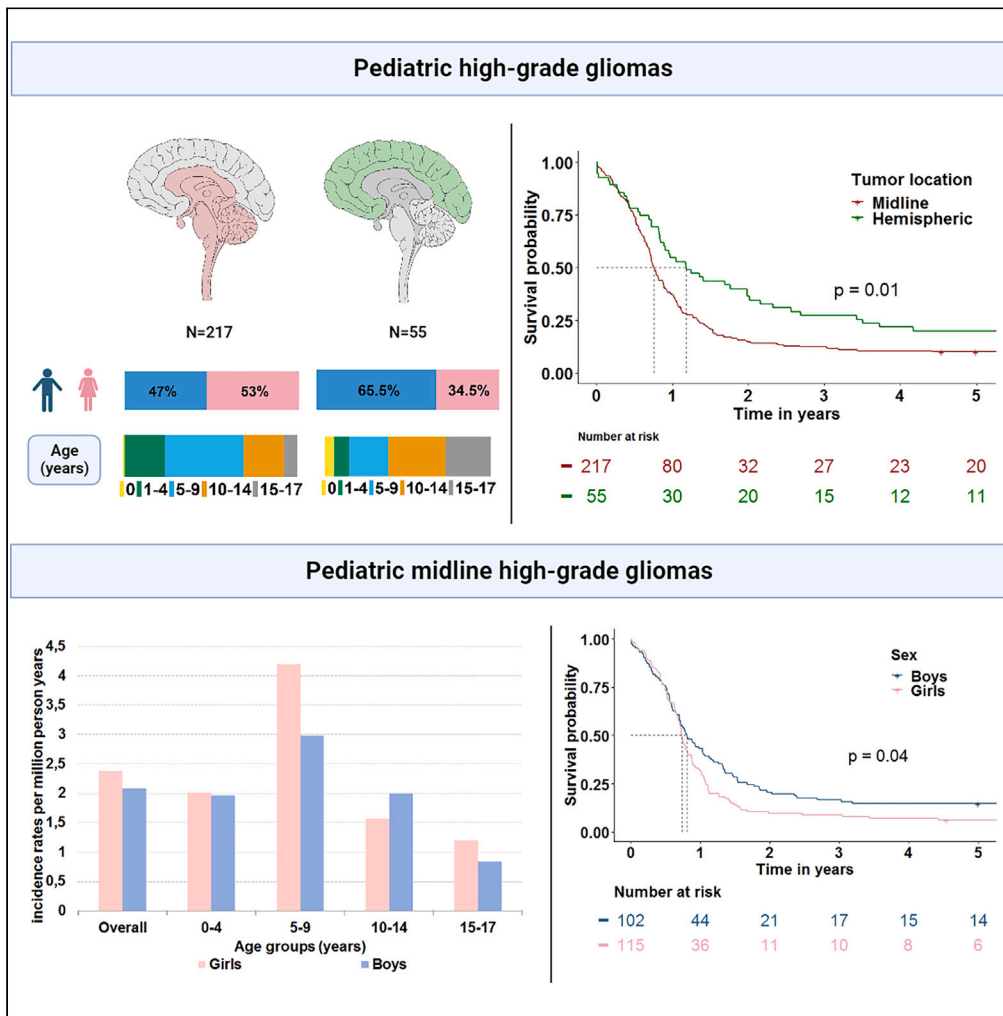 Pediatric high-grade gliomas
N=217
N=55
47% 53%
65.5% 34.5%
Age
(years)
0 1-4 5-9 10-14 15-17
0 1-4 5-9 10-14 15-17
Survival probability
1.00
0.75
0.50
0.25
0.00
Tumor location
Midline
Hemispheric
p = 0.01
0 1 2 3 4 5
Time in years
Number at risk
217 80 32 27 23 20
55 30 20 15 12 11
Pediatric midline high-grade gliomas
incidence rates per million person years
4,5
4
3,5
3
2,5
2
1,5
1
0,5
0
Overall 0-4 5-9 10-14 15-17
Age groups (years)
Girls Boys
Survival probability
1.00
0.75
0.50
0.25
0.00
Sex
Boys
Girls
p = 0.04
0 1 2 3 4 5
Time in years
Number at risk
102 44 21 17 15 14
115 36 11 10 8 6